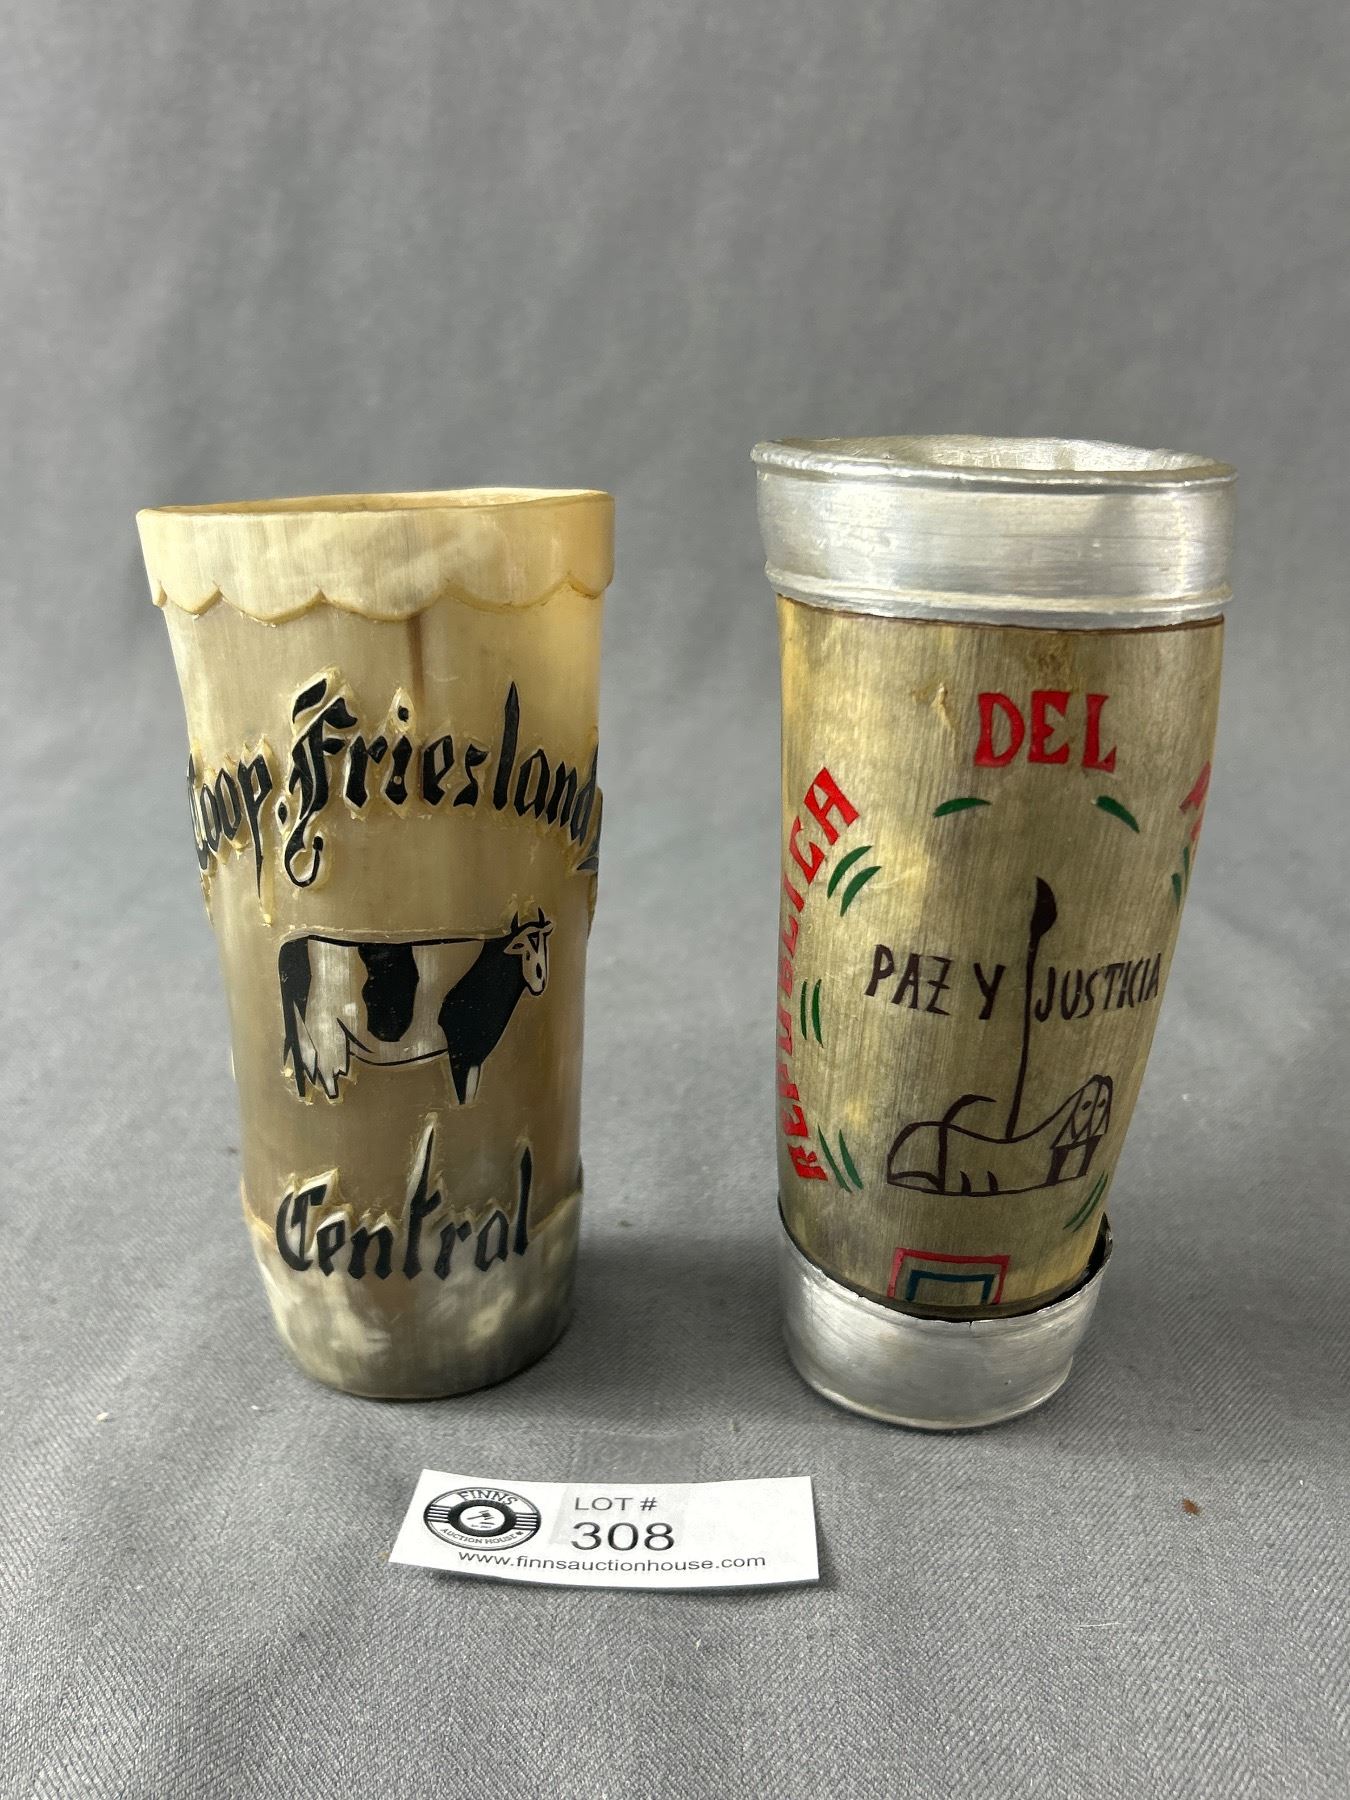 Coop. Friesland
Central
DEL
REPUBLICA
PAZ Y JUSTICIA
FINNS
AUCTION HOUSE
LOT #
308
www.finnsauctionhouse.com